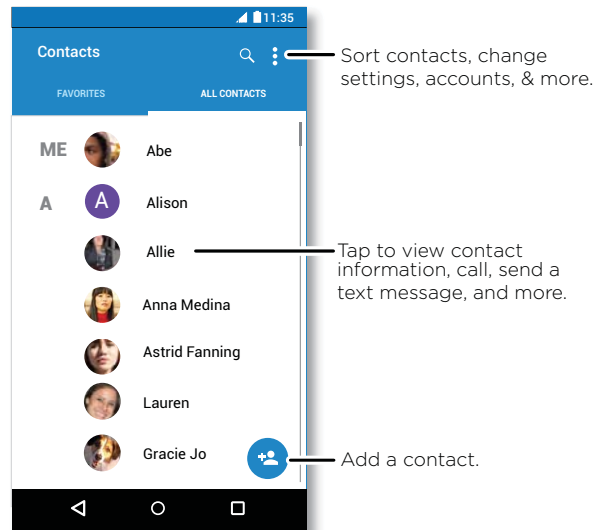 11:35
Contacts
Sort contacts, change
settings, accounts, & more.
FAVORITES
ALL CONTACTS
ME
Abe
A
A
Alison
Allie
Tap to view contact
information, call, send a
text message, and more.
Anna Medina
Astrid Fanning
Lauren
Gracie Jo
Add a contact.